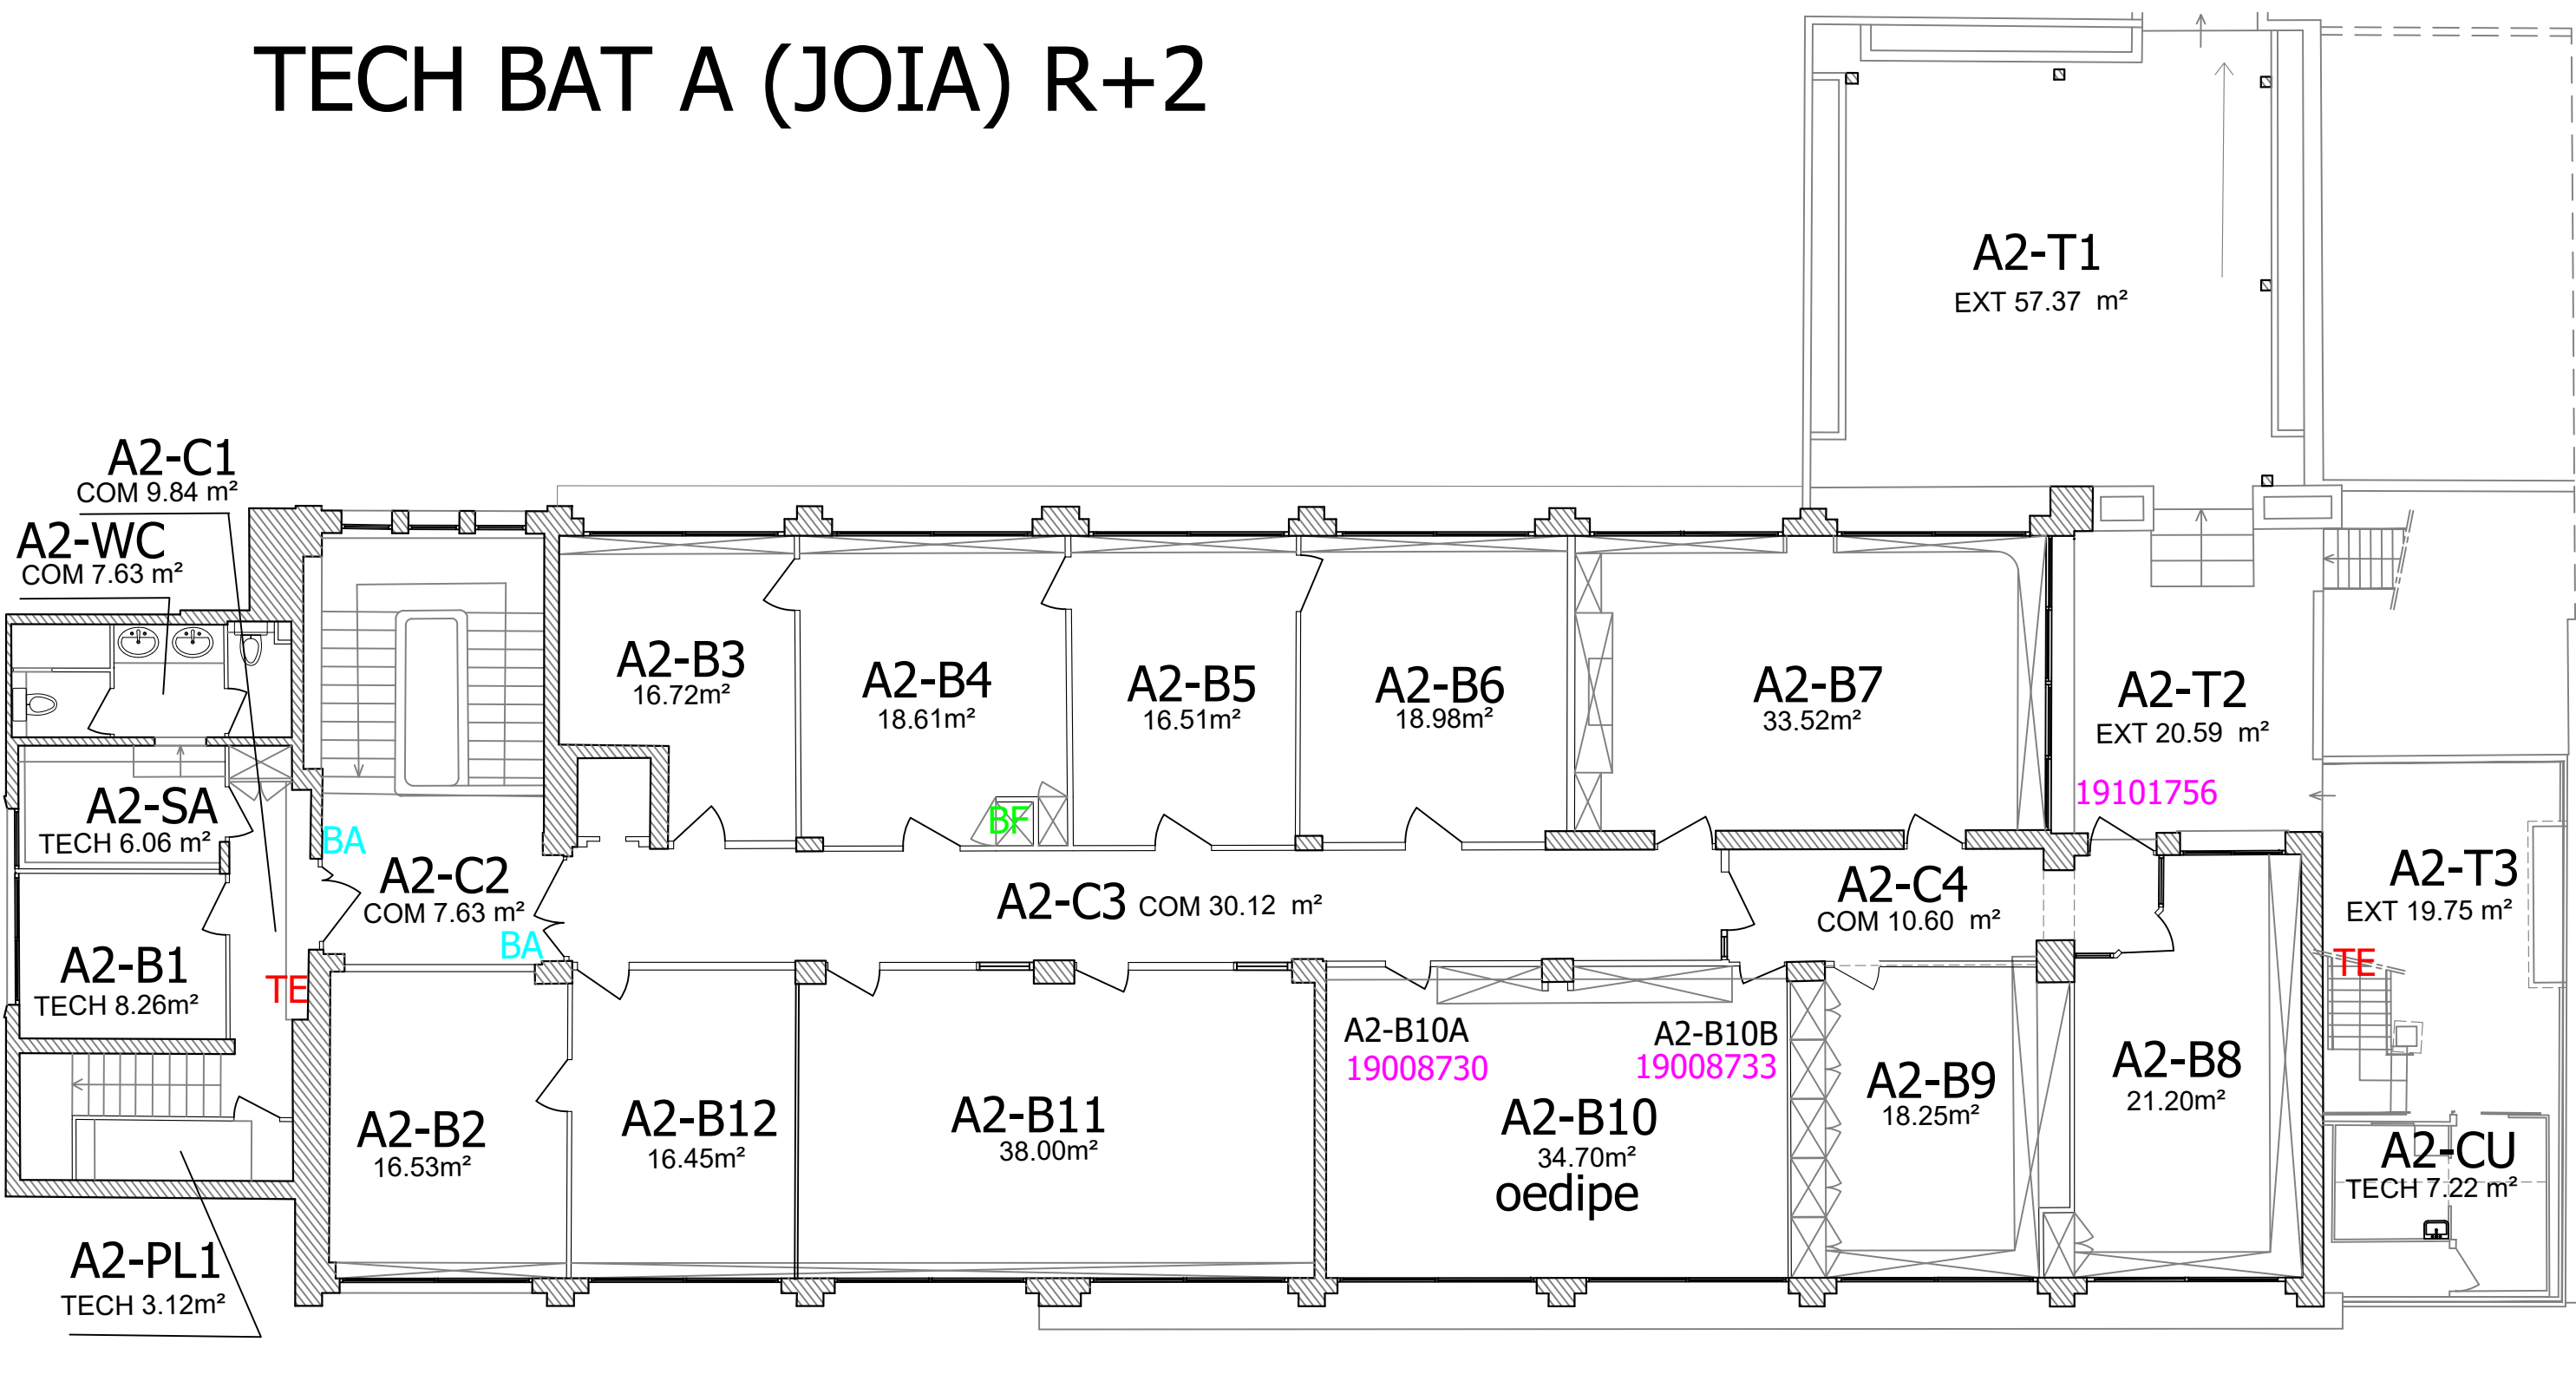 TECH BAT A (JOIA) R+2
A2-T1
EXT 57.37 m²
A2-C1
COM 9.84 m²
A2-WC
COM 7.63 m²
A2-B3
16.72m²
A2-B4
18.61m²
A2-B5
16.51m²
A2-B6
18.98m²
A2-B7
33.52m²
A2-T2
EXT 20.59 m²
19101756
A2-SA
TECH 6.06 m²
BA
BF
A2-C2
COM 7.63 m²
BA
A2-C3 COM 30.12 m²
A2-C4
COM 10.60 m²
A2-T3
EXT 19.75 m²
TE
A2-B1
TECH 8.26m²
TE
A2-B10A
19008730
A2-B10B
19008733
A2-B2
16.53m²
A2-B12
16.45m²
A2-B11
38.00m²
A2-B10
34.70m²
oedipe
A2-B9
18.25m²
A2-B8
21.20m²
A2-CU
TECH 7.22 m²
A2-PL1
TECH 3.12m²